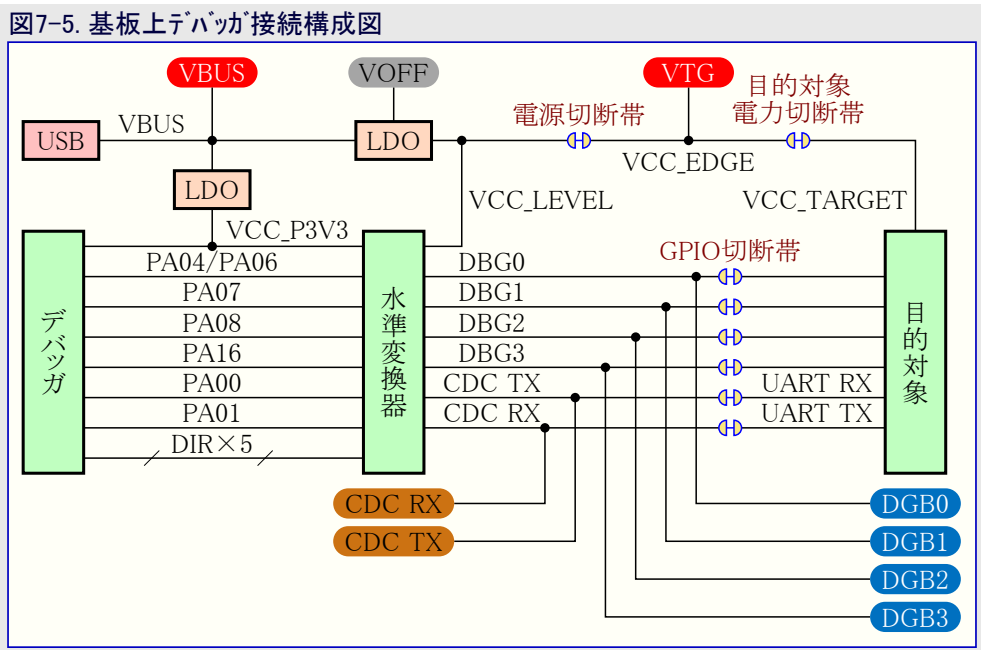 図7-5. 基板上ﾃﾞﾊﾞｯｶﾞ接続構成図
VBUS
VOFF
VTG
目的対象
電力切断帯
電源切断帯
USB
VBUS
LDO
VCC_EDGE
LDO
VCC_LEVEL
VCC_TARGET
VCC_P3V3
GPIO切断帯
PA04/PA06
DBG0
PA07
DBG1
PA08
DBG2
PA16
DBG3
PA00
CDC TX
UART RX
PA01
CDC RX
UART TX
DIR×5
デバッガ
水準変換器
目的対象
CDC RX
DGB0
CDC TX
DGB1
DGB2
DGB3